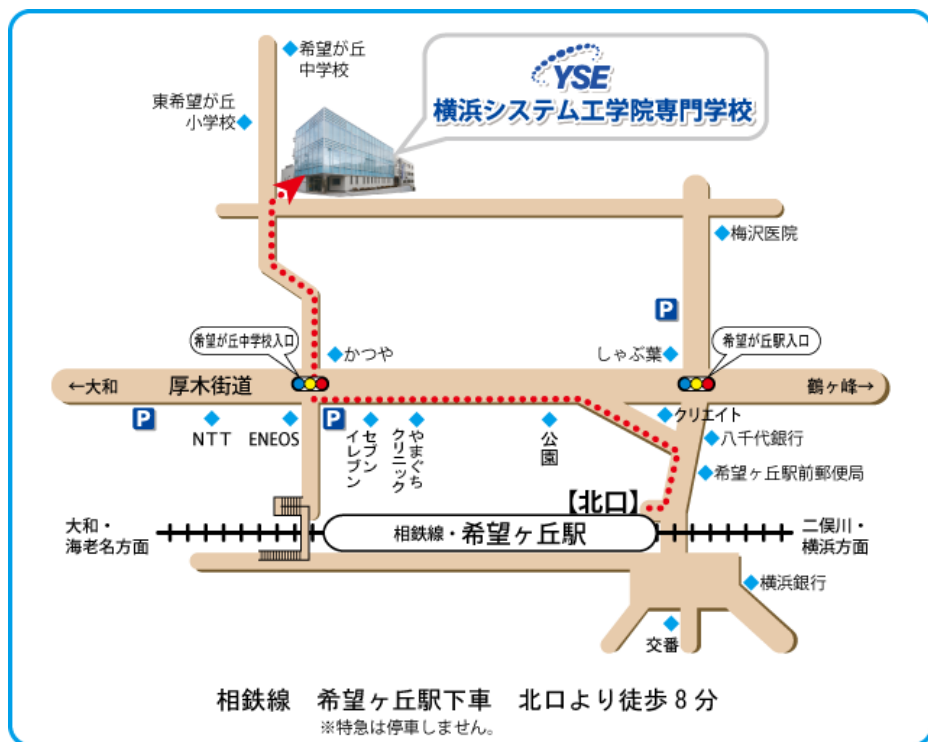 希望が丘
中学校
YSE
横浜システム工学院専門学校
東希望が丘
小学校
梅沢医院
P
希望が丘中学校入口
かつや
しゃぶ葉
希望が丘駅入口
←大和
厚木街道
鶴ヶ峰→
P
NTT
ENEOS
P
セブン
イレブン
やまぐち
クリニック
公園
クリエイト
八千代銀行
希望ヶ丘駅前郵便局
【北口】
大和・
海老名方面
相鉄線・希望ヶ丘駅
二俣川・
横浜方面
横浜銀行
交番
相鉄線 希望ヶ丘駅下車 北口より徒歩8分
※特急は停車しません。